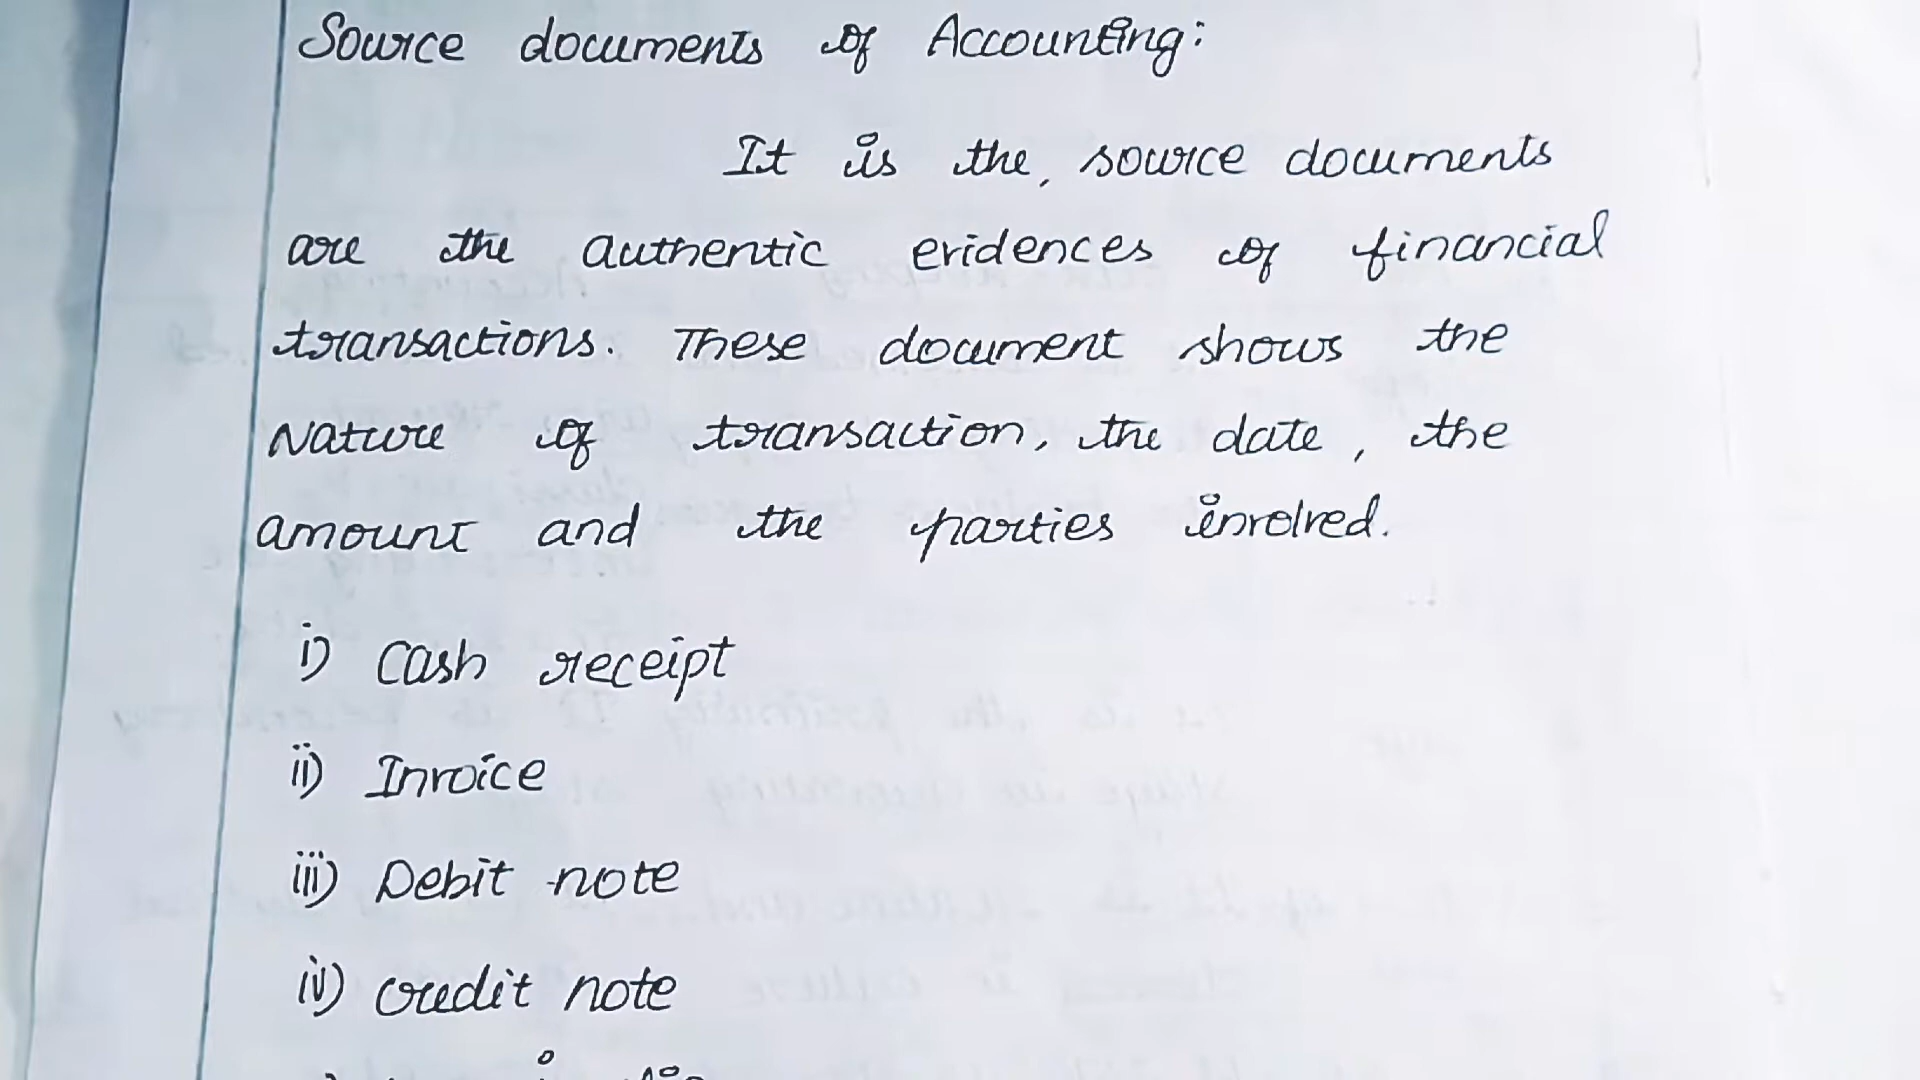 Source documents of Accounting:
It is the, source documents
are the authentic evidences of financial
transactions. These document shows the
Nature of transaction, the date, the
amount and the parties involved.
i) Cash receipt
ii) Invoice
iii) Debit note
iv) credit note